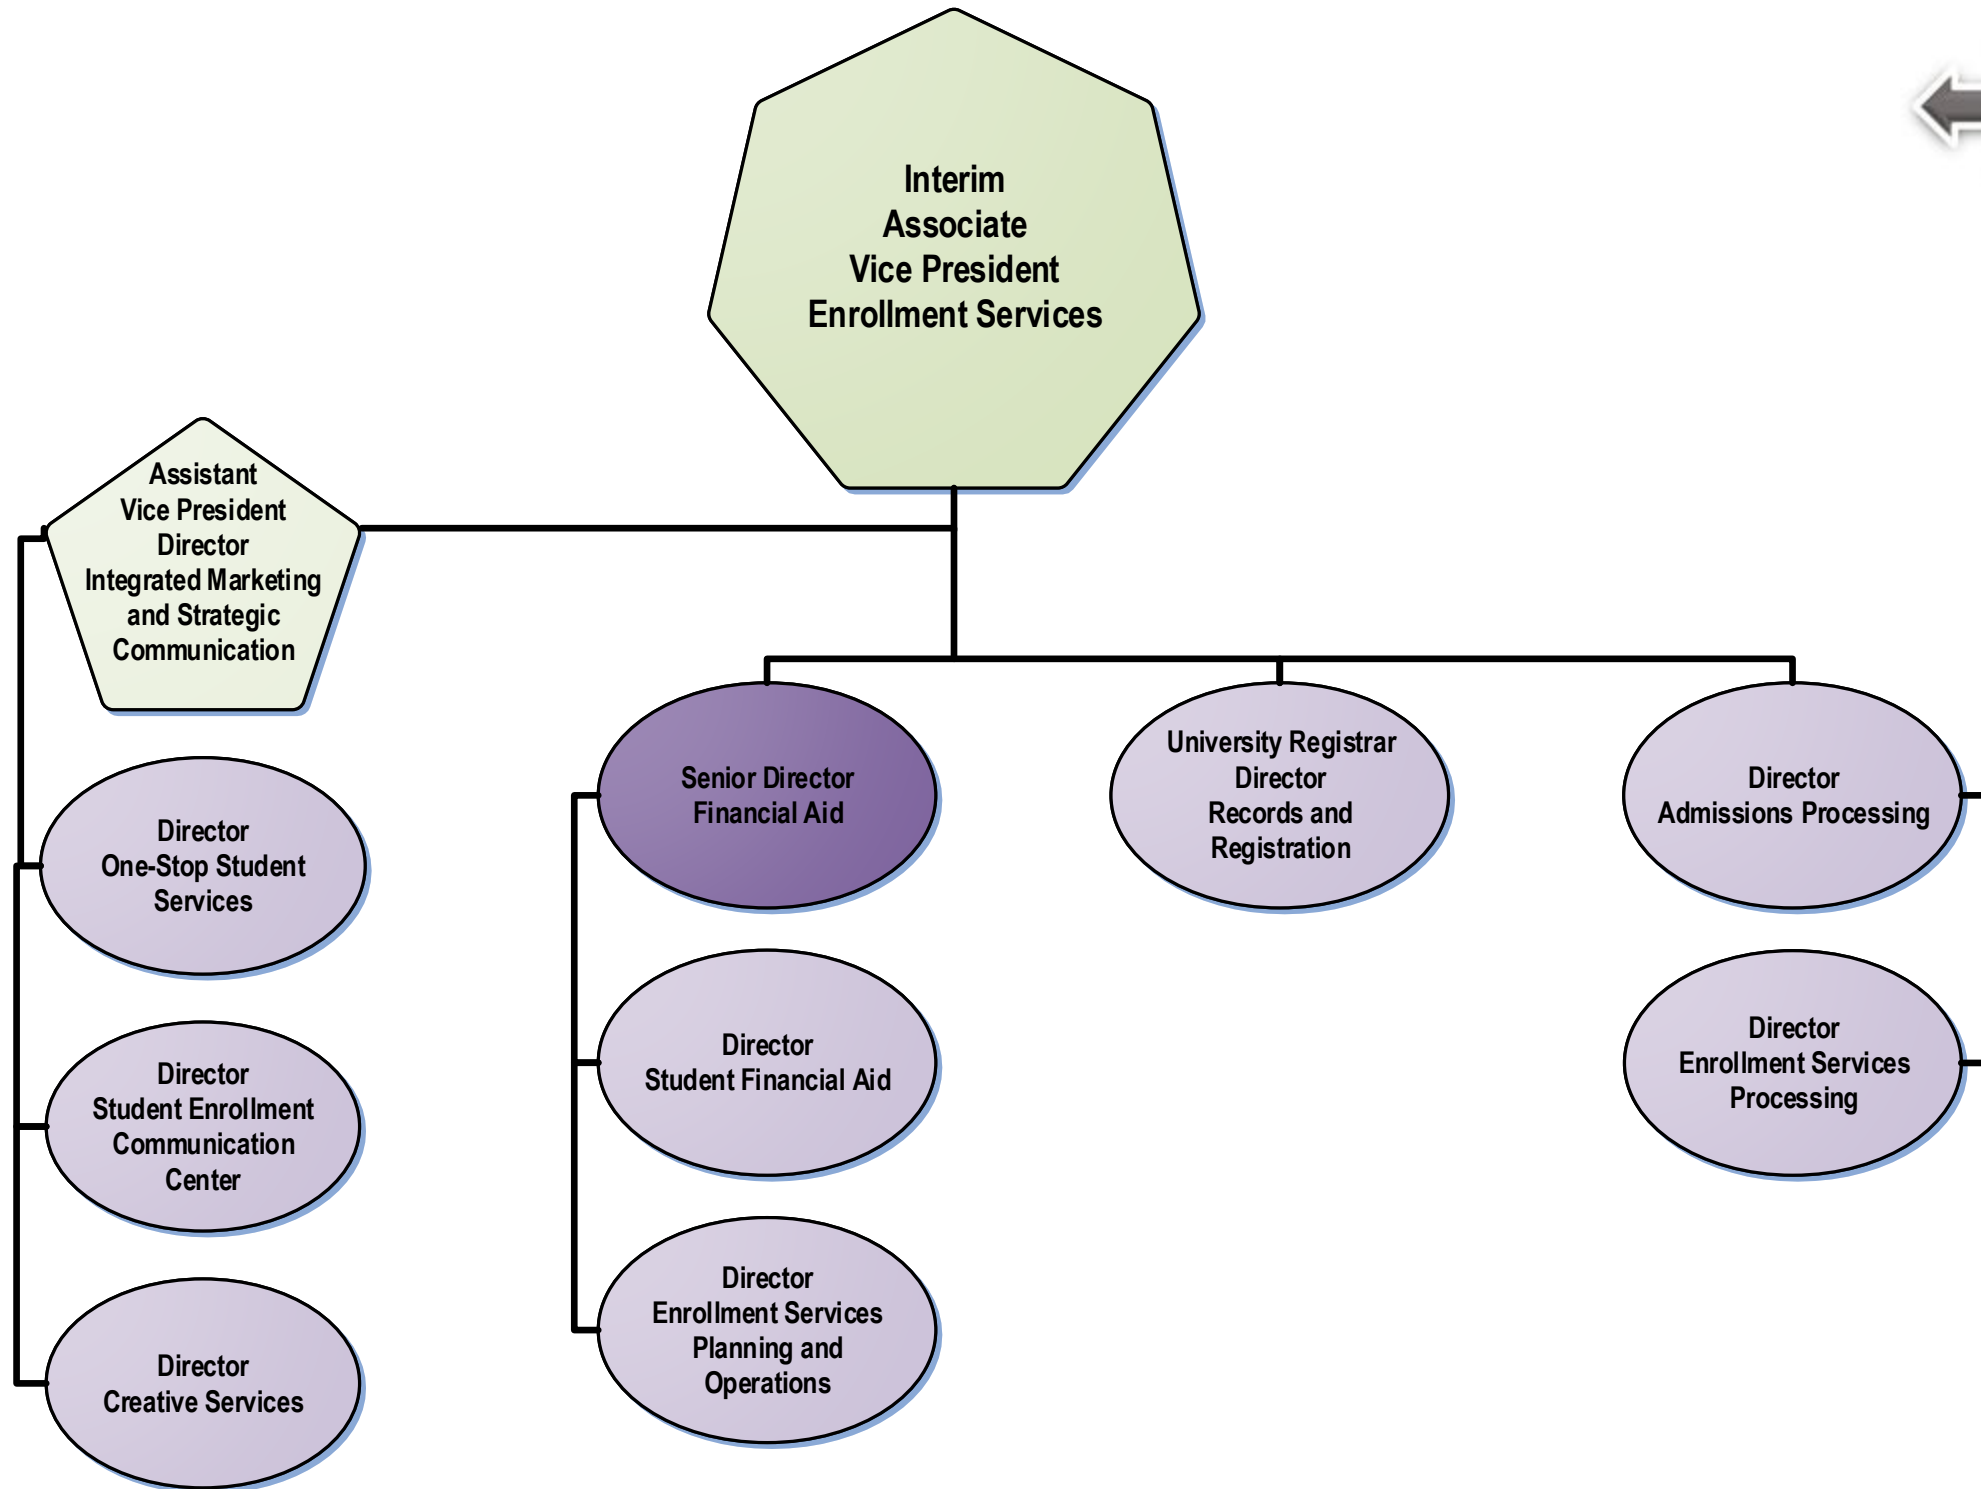 Interim
Associate
Vice President
Enrollment Services
Assistant
Vice President
Director
Integrated Marketing
and Strategic
Communication
Director
One-Stop Student
Services
Director
Student Enrollment
Communication
Center
Director
Creative Services
Senior Director
Financial Aid
Director
Student Financial Aid
Director
Enrollment Services
Planning and
Operations
University Registrar
Director
Records and
Registration
Director
Admissions Processing
Director
Enrollment Services
Processing